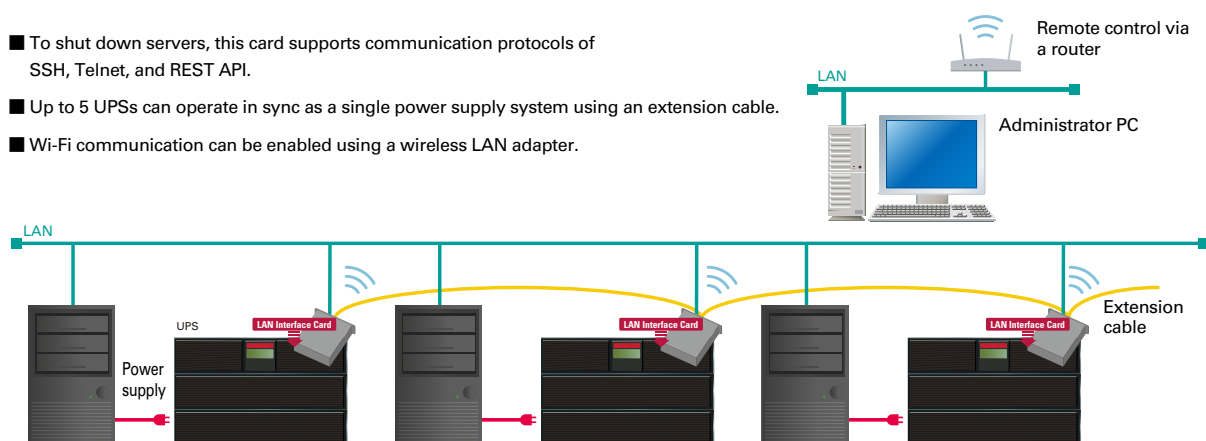 ■ To shut down servers, this card supports communication protocols of
SSH, Telnet, and REST API.
■ Up to 5 UPSs can operate in sync as a single power supply system using an extension cable.
■ Wi-Fi communication can be enabled using a wireless LAN adapter.
Remote control via
a router
LAN
Administrator PC
LAN
UPS
LAN Interface Card
LAN Interface Card
LAN Interface Card
Extension
cable
Power
supply